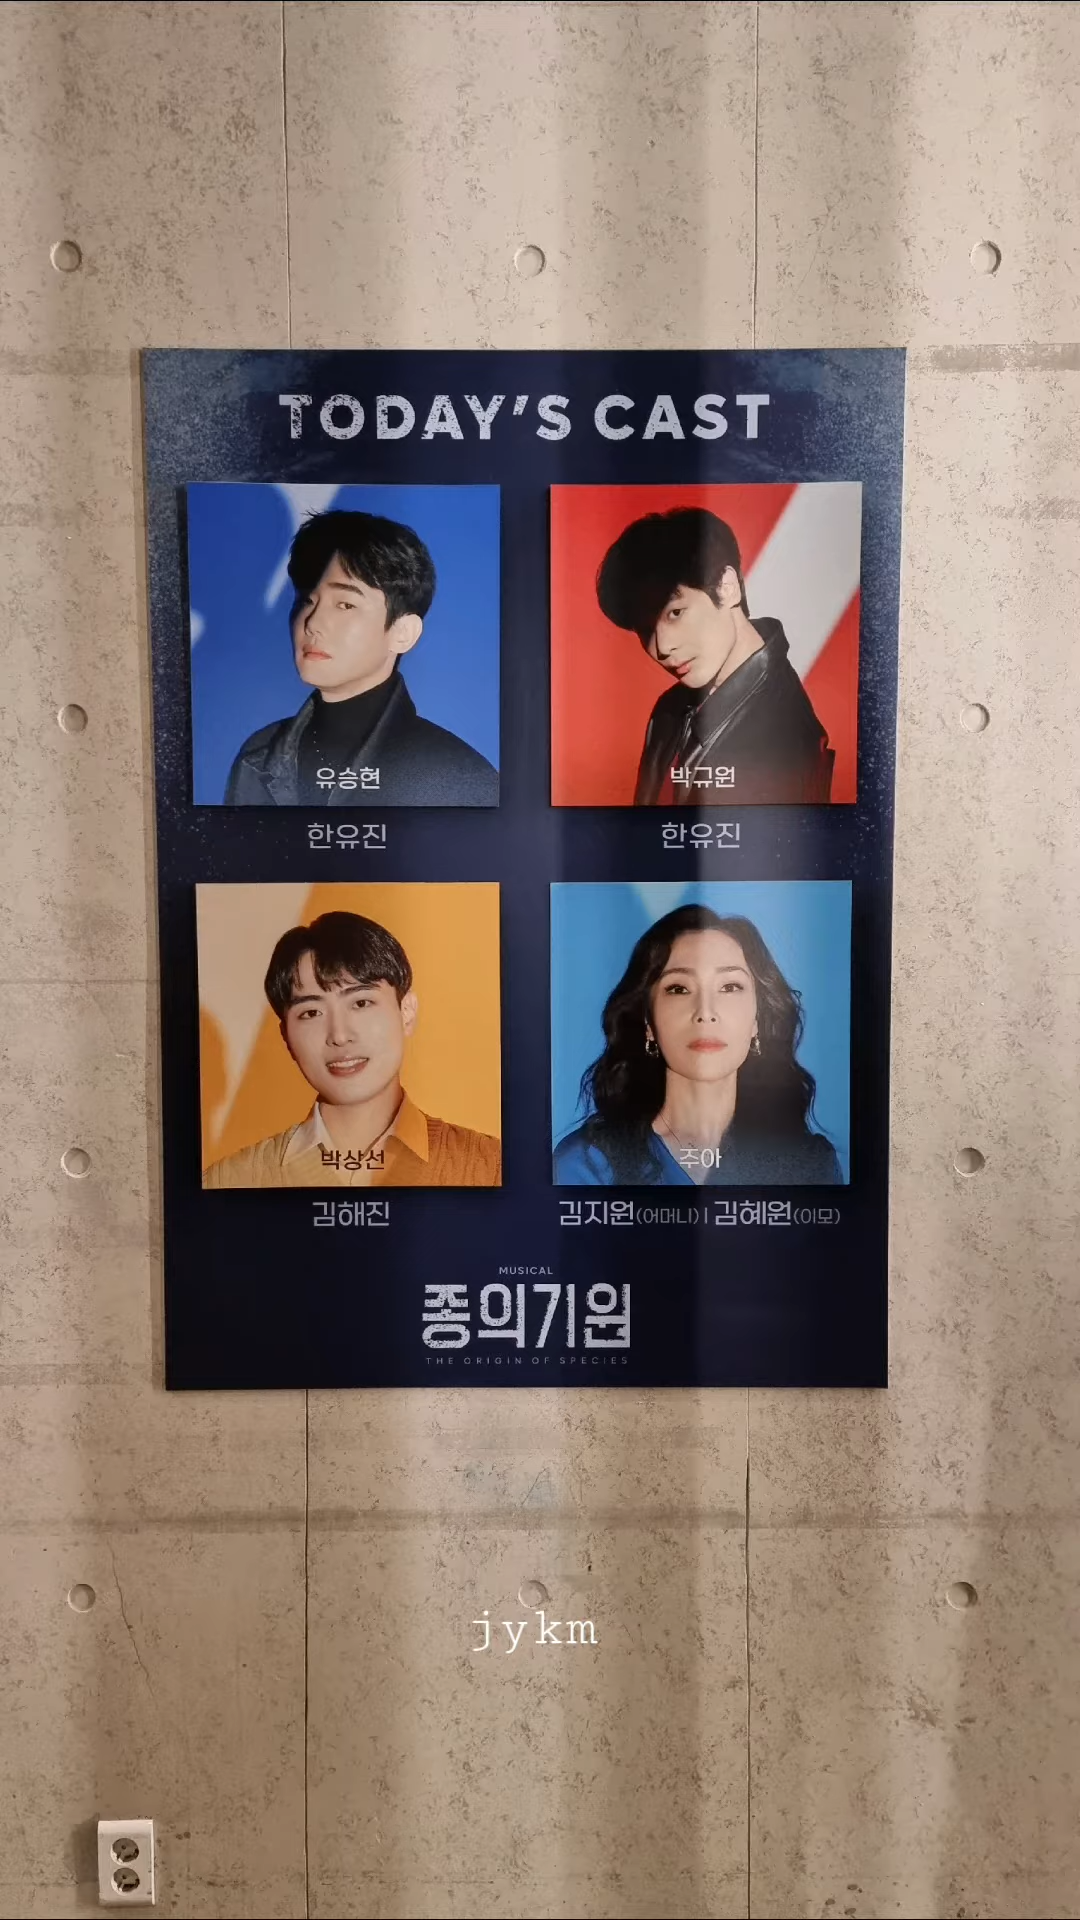 TODAY'S CAST
유승현
박규원
한유진
한유진
박상선
주아
김해진
김지원(어머니) | 김혜원(이모)
MUSICAL
종의기원
THE ORIGIN OF SPECIES
jykm